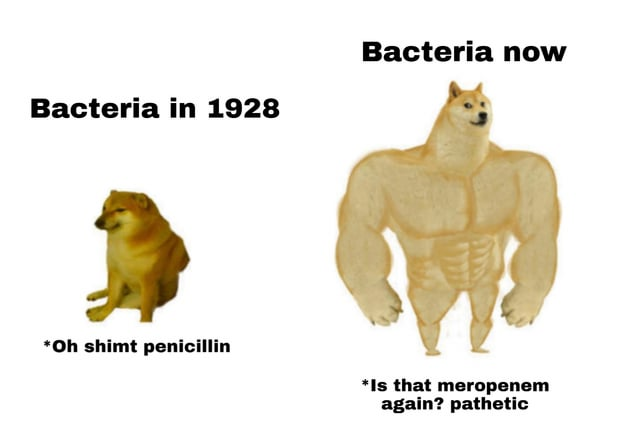 Bacteria in 1928
*Oh shimt penicillin
Bacteria now
*Is that meropenem
again? pathetic